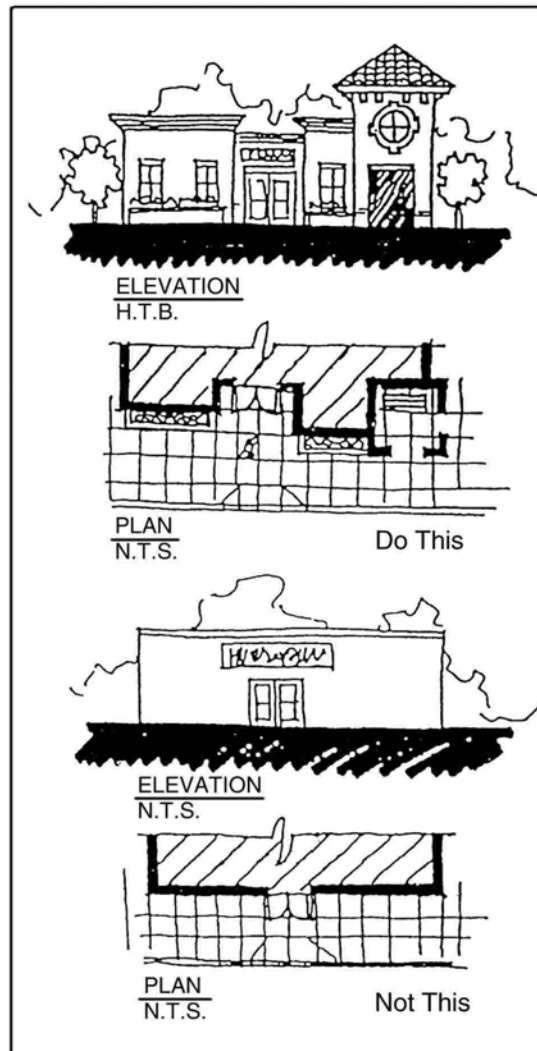 ELEVATION
H.T.B.
PLAN
N.T.S.
Do This
ELEVATION
N.T.S.
PLAN
N.T.S.
Not This